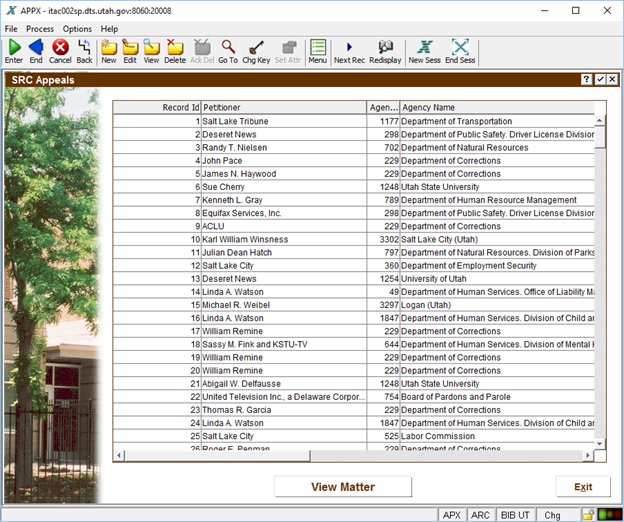 APPX - itac002sp.dts.utah.gov:8060:20008
File Process Options Help
Enter End Cancel Back New Edit View Delete Ack Del Go To Chg Key Set Attr Menu Next Rec Redisplay New Sess End Sess
SRC Appeals
Record Id Petitioner Agen... Agency Name
1 Salt Lake Tribune 1177 Department of Transportation
2 Deseret News 298 Department of Public Safety. Driver License Division
3 Randy T. Nielsen 702 Department of Natural Resources
4 John Pace 229 Department of Corrections
5 James N. Haywood 229 Department of Corrections
6 Sue Cherry 1248 Utah State University
7 Kenneth L. Gray 789 Department of Human Resource Management
8 Equifax Services, Inc. 298 Department of Public Safety. Driver License Division
9 ACLU 229 Department of Corrections
10 Karl William Winsness 3302 Salt Lake City (Utah)
11 Julian Dean Hatch 797 Department of Natural Resources. Division of Parks
12 Salt Lake City 360 Department of Employment Security
13 Deseret News 1254 University of Utah
14 Linda A. Watson 49 Department of Human Services. Office of Liability
15 Michael R. Weibel 3297 Logan (Utah)
16 Linda A. Watson 1847 Department of Human Services. Division of Child
17 William Remine 229 Department of Corrections
18 Sassy M. Fink and KSTU-TV 644 Department of Human Services. Division of Mental
19 William Remine 229 Department of Corrections
20 William Remine 229 Department of Corrections
21 Abigail W. Delfausse 1248 Utah State University
22 United Television Inc., a Delaware Corpor... 754 Board of Pardons and Parole
23 Thomas R. Garcia 229 Department of Corrections
24 Linda A. Watson 1847 Department of Human Services. Division of Child
25 Salt Lake City 525 Labor Commission
26 Roger E. Penman 229 Department of Corrections
View Matter Exit
APX ARC BIB UT Chg